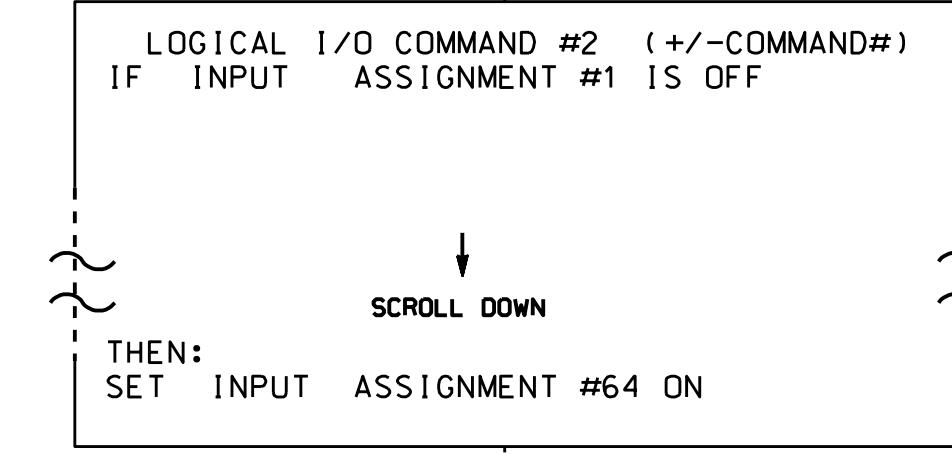 LOGICAL I/O COMMAND #2 (+/-COMMAND#)
IF INPUT ASSIGNMENT #1 IS OFF
SCROLL DOWN
THEN:
SET INPUT ASSIGNMENT #64 ON